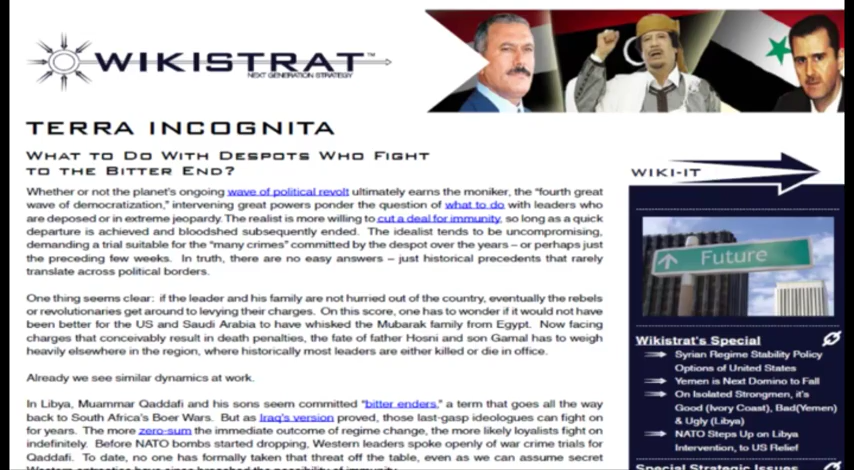 WIKISTRAT™
NEXT GENERATION STRATEGY
TERRA INCOGNITA
WHAT TO DO WITH DESPOTS WHO FIGHT
TO THE BITTER END?
Whether or not the planet's ongoing wave of political revolt ultimately earns the moniker, the "fourth great
wave of democratization," intervening great powers ponder the question of what to do with leaders who
are deposed or in extreme jeopardy. The realist is more willing to cut a deal for immunity, so long as a quick
departure is achieved and bloodshed subsequently ended. The idealist tends to be uncompromising,
demanding a trial suitable for the "many crimes" committed by the despot over the years – or perhaps just
the preceding few weeks. In truth, there are no easy answers – just historical precedents that rarely
translate across political borders.
One thing seems clear: if the leader and his family are not hurried out of the country, eventually the rebels
or revolutionaries get around to levying their charges. On this score, one has to wonder if it would not have
been better for the US and Saudi Arabia to have whisked the Mubarak family from Egypt. Now facing
charges that conceivably result in death penalties, the fate of father Hosni and son Gamal has to weigh
heavily elsewhere in the region, where historically most leaders are either killed or die in office.
Already we see similar dynamics at work.
In Libya, Muammar Qaddafi and his sons seem committed "bitter enders," a term that goes all the way
back to South Africa's Boer Wars. But as Iraq's version proved, those last-gasp ideologues can fight on
for years. The more zero-sum the immediate outcome of regime change, the more likely loyalists fight on
indefinitely. Before NATO bombs started dropping, Western leaders spoke openly of war crime trials for
Qaddafi. To date, no one has formally taken that threat off the table, even as we can assume secret
WIKI-IT
Future
Wikistrat's Special
Syrian Regime Stability Policy
Options of United States
Yemen is Next Domino to Fall
On Isolated Strongmen, it's
Good (Ivory Coast), Bad(Yemen)
& Ugly (Libya)
NATO Steps Up on Libya
Intervention, to US Relief
Special Strategic Issues